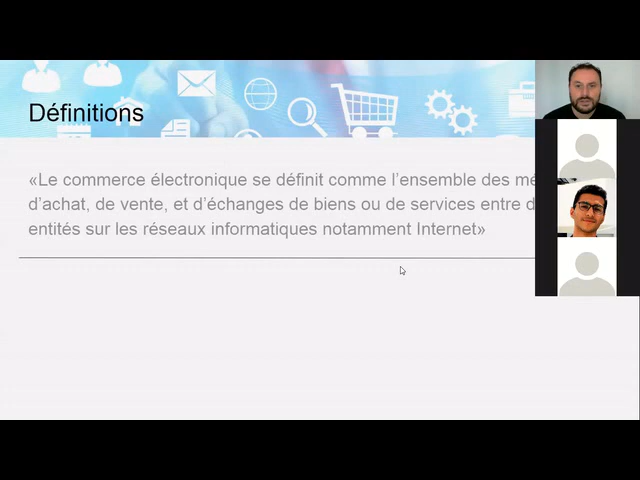 Définitions
«Le commerce électronique se définit comme l’ensemble des
d’achat, de vente, et d’échanges de biens ou de services entre
entités sur les réseaux informatiques notamment Internet»